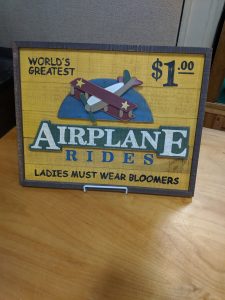 WORLD'S
GREATEST
$1.00
AIRPLANE
RIDES
LADIES MUST WEAR BLOOMERS